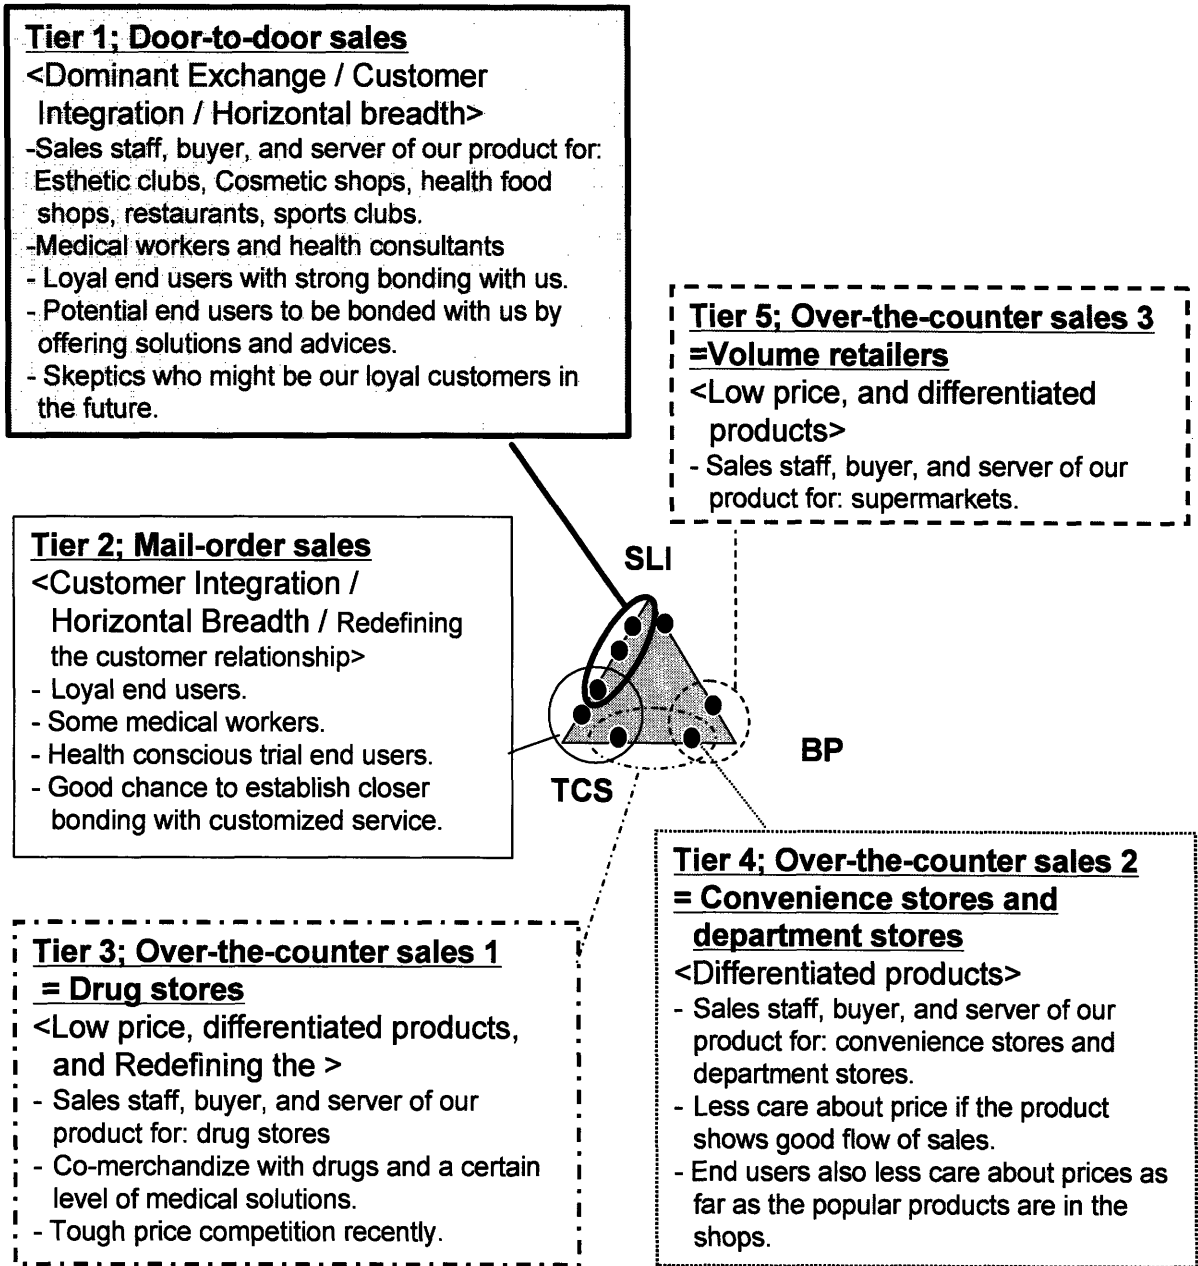 Tier 1; Door-to-door sales
<Dominant Exchange / Customer
Integration / Horizontal breadth>
-Sales staff, buyer, and server of our product for:
Esthetic clubs, Cosmetic shops, health food
shops, restaurants, sports clubs.
-Medical workers and health consultants
- Loyal end users with strong bonding with us.
- Potential end users to be bonded with us by
offering solutions and advices.
- Skeptics who might be our loyal customers in
the future.
Tier 5; Over-the-counter sales 3
=Volume retailers
<Low price, and differentiated
products>
- Sales staff, buyer, and server of our
product for: supermarkets.
Tier 2; Mail-order sales
<Customer Integration /
Horizontal Breadth / Redefining
the customer relationship>
- Loyal end users.
- Some medical workers.
- Health conscious trial end users.
- Good chance to establish closer
bonding with customized service.
SLI
BP
TCS
Tier 3; Over-the-counter sales 1
= Drug stores
<Low price, differentiated products,
and Redefining the >
- Sales staff, buyer, and server of our
product for: drug stores
- Co-merchandize with drugs and a certain
level of medical solutions.
- Tough price competition recently.
Tier 4; Over-the-counter sales 2
= Convenience stores and
department stores
<Differentiated products>
- Sales staff, buyer, and server of our
product for: convenience stores and
department stores.
- Less care about price if the product
shows good flow of sales.
- End users also less care about prices as
far as the popular products are in the
shops.